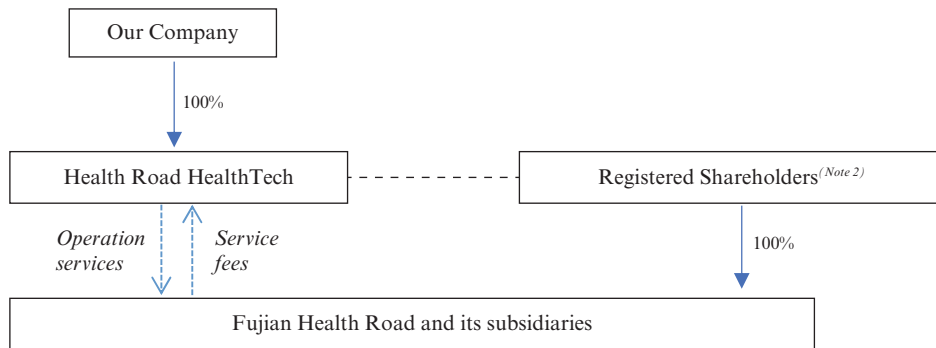 Our Company
100%
Health Road HealthTech
Registered Shareholders(Note 2)
Operation
services
Service
fees
100%
Fujian Health Road and its subsidiaries